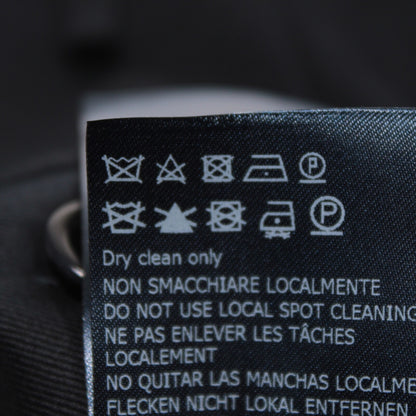 P
P
Dry clean only
NON SMACCHIARE LOCALMENTE
DO NOT USE LOCAL SPOT CLEANING
NE PAS ENLEVER LES TÂCHES
LOCALEMENT
NO QUITAR LAS MANCHAS LOCALME
FLECKEN NICHT LOKAL ENTFERNEN